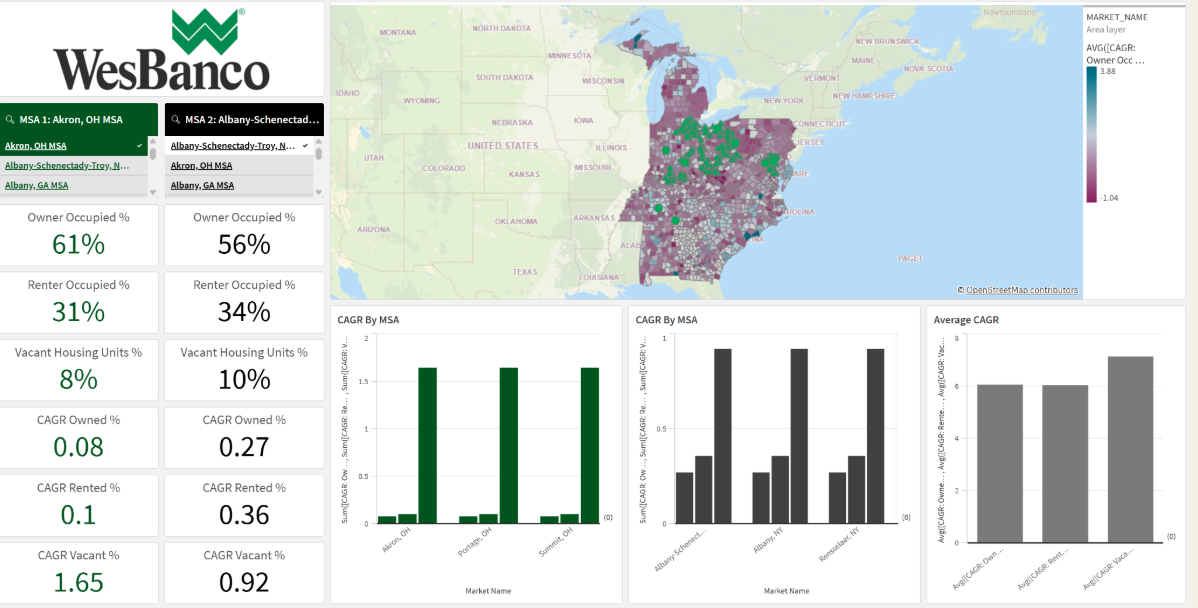 WesBanco®
MSA 1: Akron, OH MSA
Akron, OH MSA
Albany-Schenectady-Troy, N...
Albany, GA MSA
MSA 2: Albany-Schenectad...
Albany-Schenectady-Troy, N...
Akron, OH MSA
Albany, GA MSA
Owner Occupied %
61%
Owner Occupied %
56%
Renter Occupied %
31%
Renter Occupied %
34%
Vacant Housing Units %
8%
Vacant Housing Units %
10%
CAGR Owned %
0.08
CAGR Owned %
0.27
CAGR Rented %
0.1
CAGR Rented %
0.36
CAGR Vacant %
1.65
CAGR Vacant %
0.92
Newfoundland
MONTANA
NORTH DAKOTA
MINNESOTA
NEW BRUNSWICK
MAINE
NOVA SCOTIA
SOUTH DAKOTA
WISCONSIN
VERMONT
IDAHO
WYOMING
NEW YORK
NEW HAMPSHIRE
NEBRASKA
IOWA
CONNECTICUT
UNITED STATES
ILLINOIS
JERSEY
UTAH
COLORADO
KANSAS
MISSOURI
ARE
ARIZONA
OKLAHOMA
ARKANSAS
ROLINA
ALAB
INA
TEXAS
LOUISIANA
PAGET
© OpenStreetMap contributors
MARKET_NAME
Area layer
AVG([CAGR:
Owner Occ ...
3.88
-1.04
CAGR By MSA
Sum([CAGR: Ow..., Sum([CAGR: Re..., Sum([CAGR: V...
2
1.5
1
0.5
0
(0)
Akron, OH
Portage, OH
Summit, OH
Market Name
CAGR By MSA
Sum([CAGR: Ow..., Sum([CAGR: Re..., Sum([CAGR: V...
1
0.5
0
(0)
Albany-Schenect...
Albany, NY
Rensselaer, NY
Market Name
Average CAGR
Avg([CAGR: Owne..., Avg([CAGR: Rente..., Avg([CAGR: Vac...
8
6
4
2
0
(0)
Avg([CAGR: Own...
Avg([CAGR: Rent...
Avg([CAGR: Vaca...